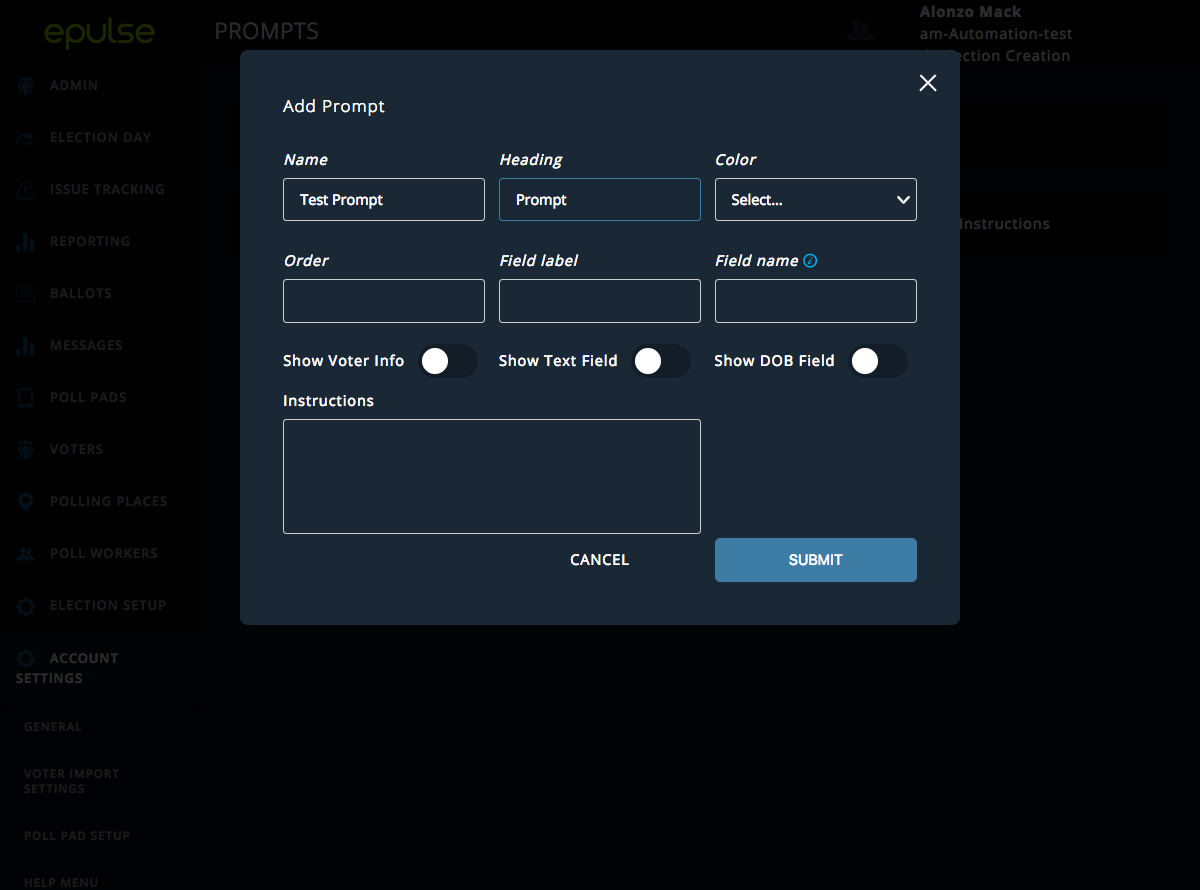 epulse
PROMPTS
Alonzo Mack
am-Automation-test
ection Creation
ADMIN
ELECTION DAY
ISSUE TRACKING
REPORTING
BALLOTS
MESSAGES
POLL PADS
VOTERS
POLLING PLACES
POLL WORKERS
ELECTION SETUP
ACCOUNT
SETTINGS
GENERAL
VOTER IMPORT
SETTINGS
POLL PAD SETUP
HELP MENU
Add Prompt
Name Heading Color
Test Prompt Prompt Select...
Instructions
Order Field label Field name
Show Voter Info Show Text Field Show DOB Field
Instructions
CANCEL SUBMIT